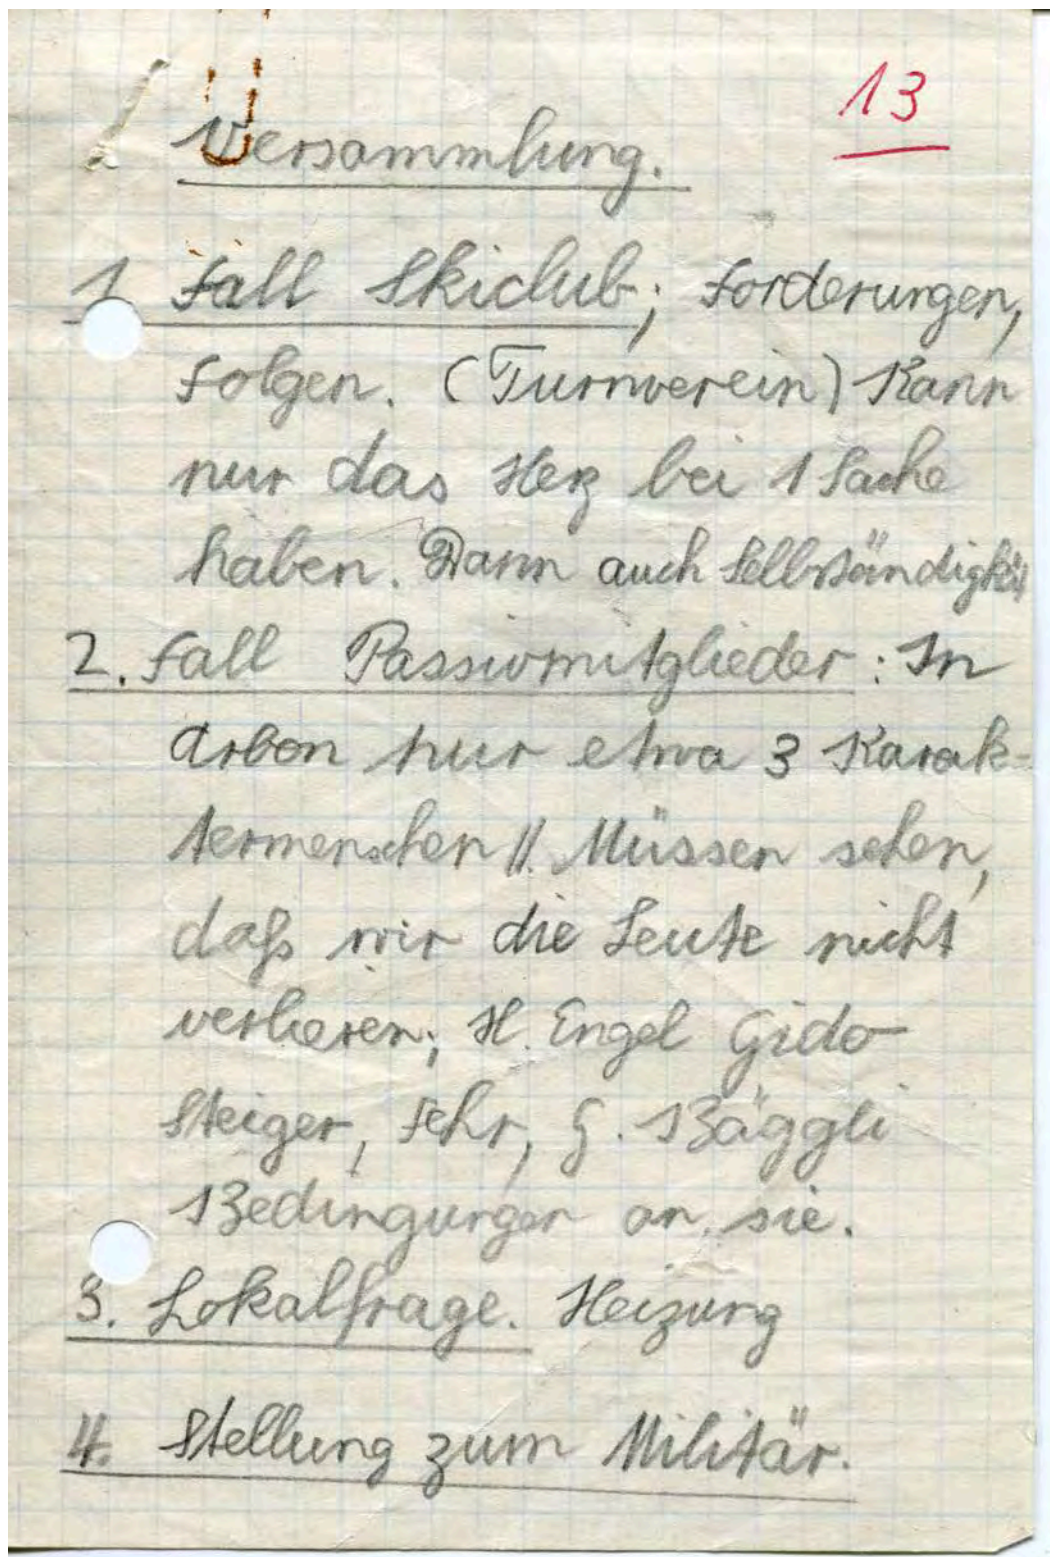 13
Versammlung.
1. Fall Skiclub; Forderungen,
Folgen. (Turnverein) Kann
nur das Herz bei 1 Sache
haben. Dann auch Selbständigkeit
2. Fall Passivmitglieder: In
Arbon nur etwa 3 Karak-
termenschen!!. Müssen sehen,
daß wir die Leute nicht
verlieren; H. Engel Gido
Steiger, Fehr, G. Bäggli
Bedingungen an sie.
3. Lokalfrage. Heizung
4. Stellung zum Militär.